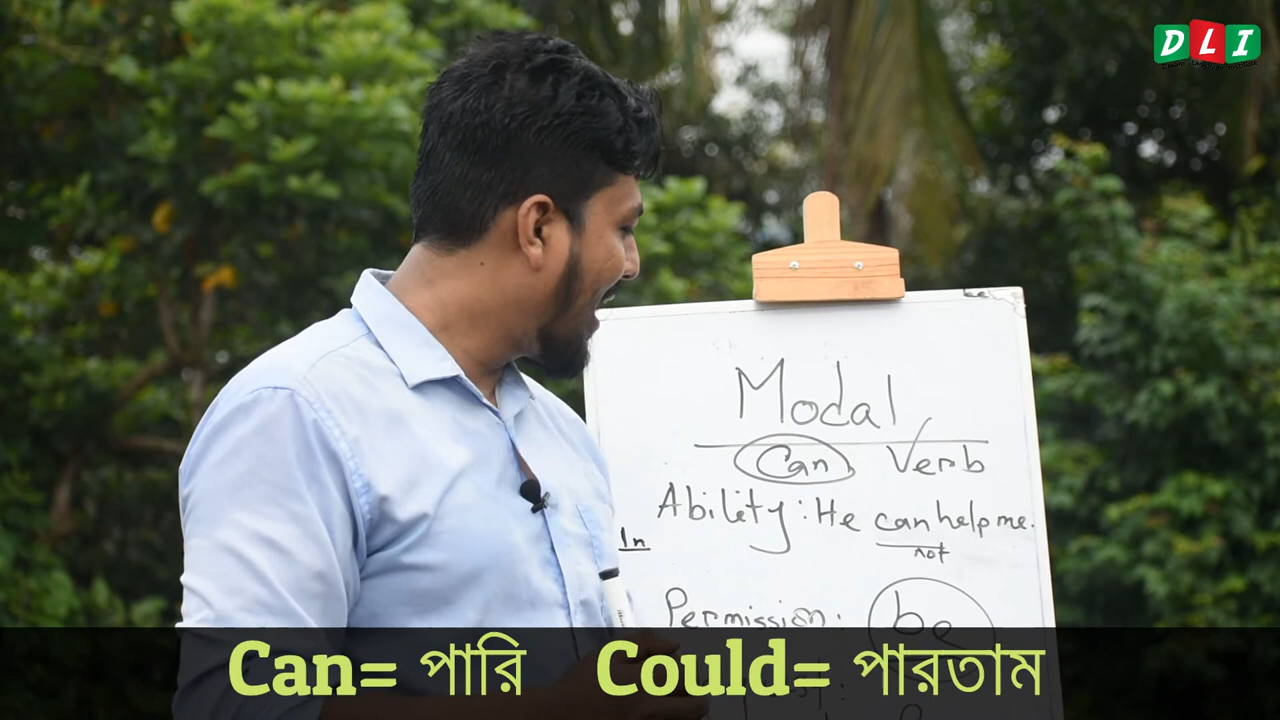 DLI
Modal
Can Verb
Ability: He can help me.
In
not
Permission: be
Can= পারি Could= পারতাম